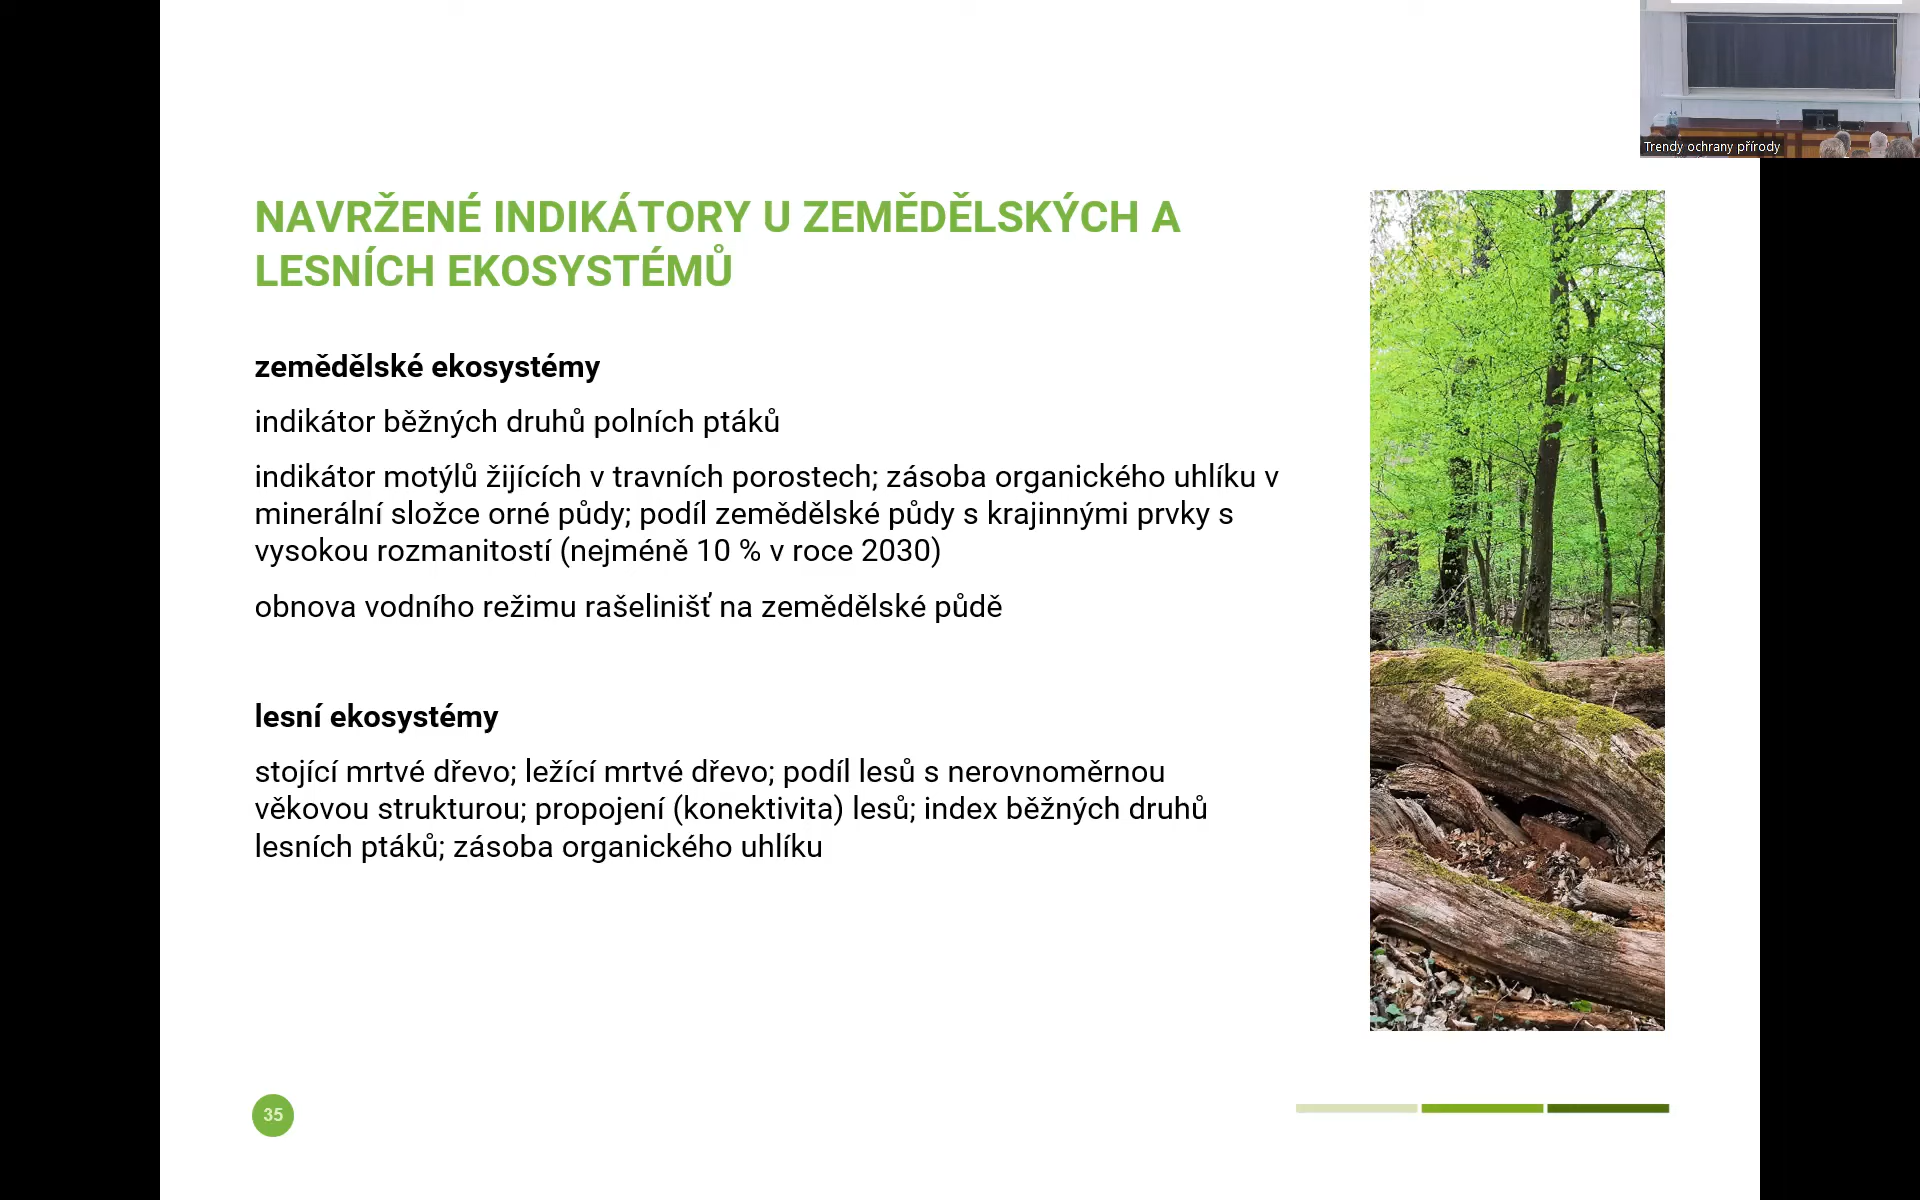 Trendy ochrany přírody
NAVRŽENÉ INDIKÁTORY U ZEMĚDĚLSKÝCH A
LESNÍCH EKOSYSTÉMŮ
zemědělské ekosystémy
indikátor běžných druhů polních ptáků
indikátor motýlů žijících v travních porostech; zásoba organického uhlíku v
minerální složce orné půdy; podíl zemědělské půdy s krajinnými prvky s
vysokou rozmanitostí (nejméně 10 % v roce 2030)
obnova vodního režimu rašelinišť na zemědělské půdě
lesní ekosystémy
stojící mrtvé dřevo; ležící mrtvé dřevo; podíl lesů s nerovnoměrnou
věkovou strukturou; propojení (konektivita) lesů; index běžných druhů
lesních ptáků; zásoba organického uhlíku
35